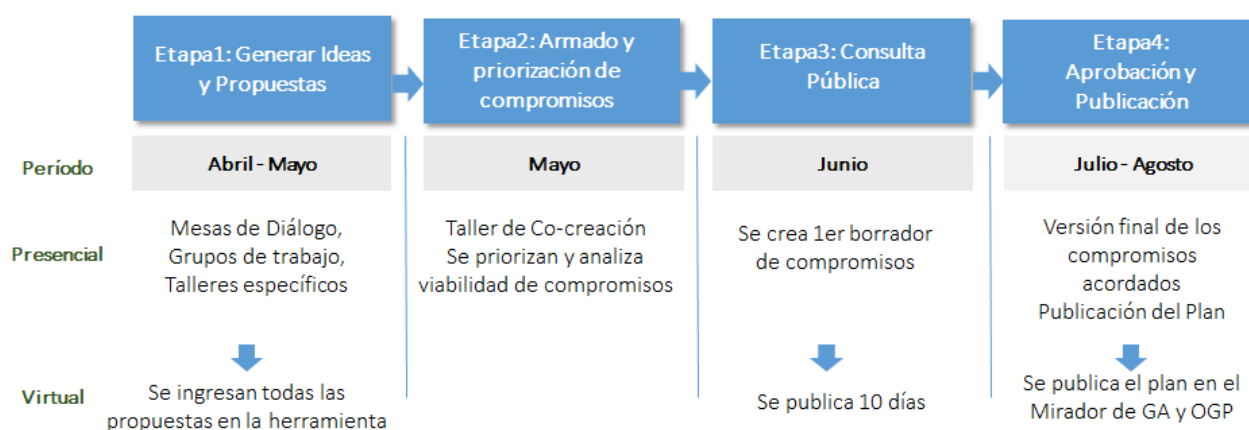 Etapa1: Generar Ideas
y Propuestas
Etapa2: Armado y
priorización de
compromisos
Etapa3: Consulta
Pública
Etapa4:
Aprobación y
Publicación
Período
Abril - Mayo
Mayo
Junio
Julio - Agosto
Presencial
Mesas de Diálogo,
Grupos de trabajo,
Talleres específicos
Taller de Co-creación
Se priorizan y analiza
viabilidad de compromisos
Se crea 1er borrador
de compromisos
Versión final de los
compromisos
acordados
Publicación del Plan
Virtual
Se ingresan todas las
propuestas en la herramienta
Se publica 10 días
Se publica el plan en el
Mirador de GA y OGP